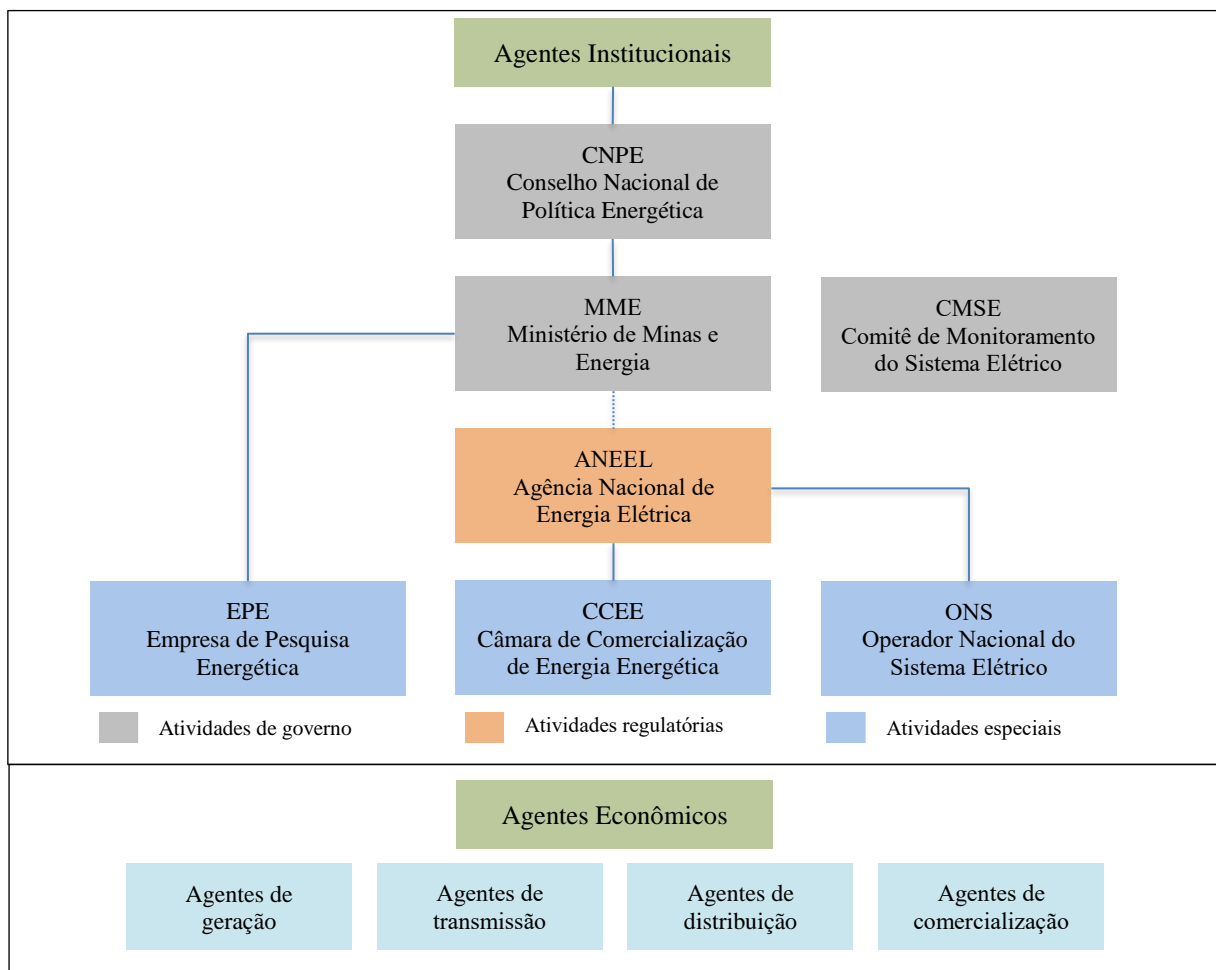 Agentes Institucionais
CNPE
Conselho Nacional de
Política Energética
MME
Ministério de Minas e
Energia
CMSE
Comitê de Monitoramento
do Sistema Elétrico
ANEEL
Agência Nacional de
Energia Elétrica
EPE
Empresa de Pesquisa
Energética
CCEE
Câmara de Comercialização
de Energia Energética
ONS
Operador Nacional do
Sistema Elétrico
Atividades de governo
Atividades regulatórias
Atividades especiais
Agentes Econômicos
Agentes de
geração
Agentes de
transmissão
Agentes de
distribuição
Agentes de
comercialização